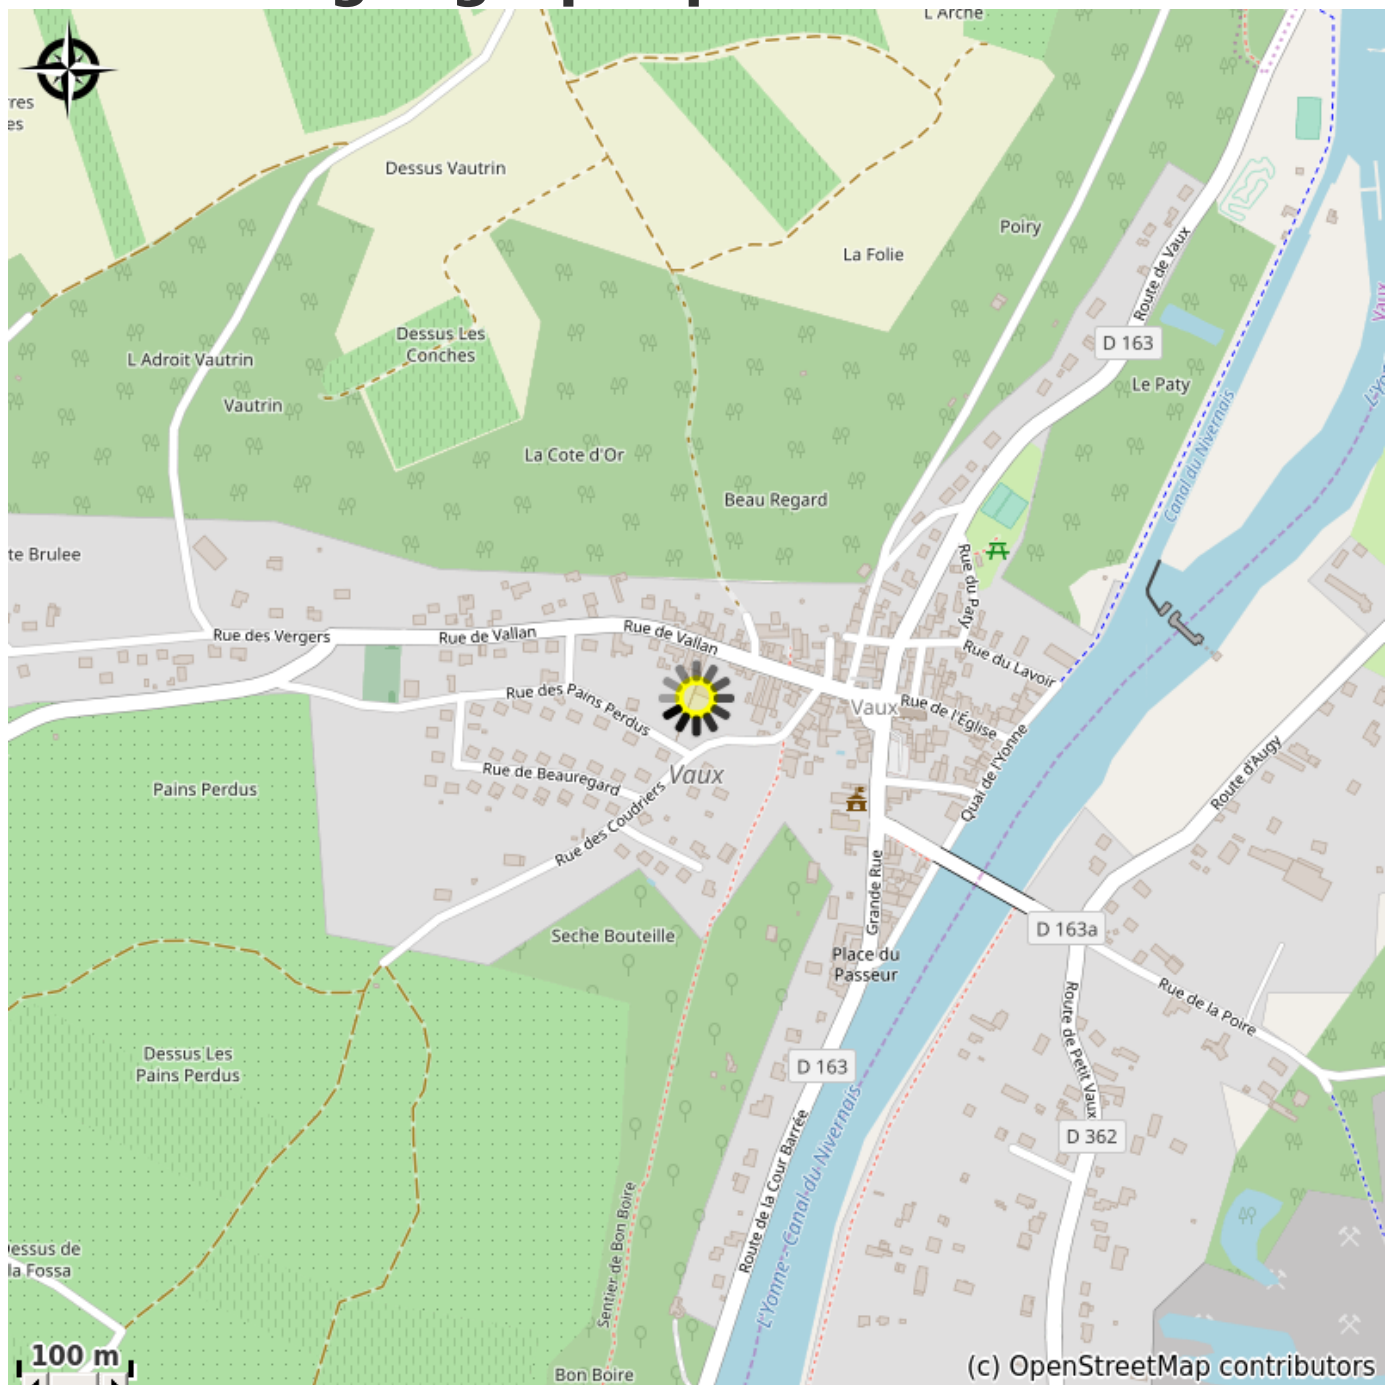 L'Arche
Dessus Vautrin
Poiry
La Folie
Route de Vaux
Vaux
D 163
Dessus Les
Conches
L Adroit Vautrin
Le Paty
Vautrin
Canal du Nivernais
La Cote d'Or
Beau Regard
te Brulee
Rue du Paty
Rue des Vergers
Rue de Vallan
Rue de Vallan
Rue du Lavoir
Rue des Pains Perdus
Vaux
Rue de l'Église
Quai de l'Yonne
Vaux
Rue de Beauregard
Pains Perdus
Route d'Augy
Rue des Coudriers
Grande Rue
Seche Bouteille
D 163a
Place du
Passeur
Rue de la Poire
Route de Petit Vaux
Dessus Les
Pains Perdus
D 163
D 362
Route de la Cour Barrée
L'Yonne - Canal du Nivernais
Sentier de Bon Boire
essus de
la Fossa
100 m
Bon Boire
(c) OpenStreetMap contributors